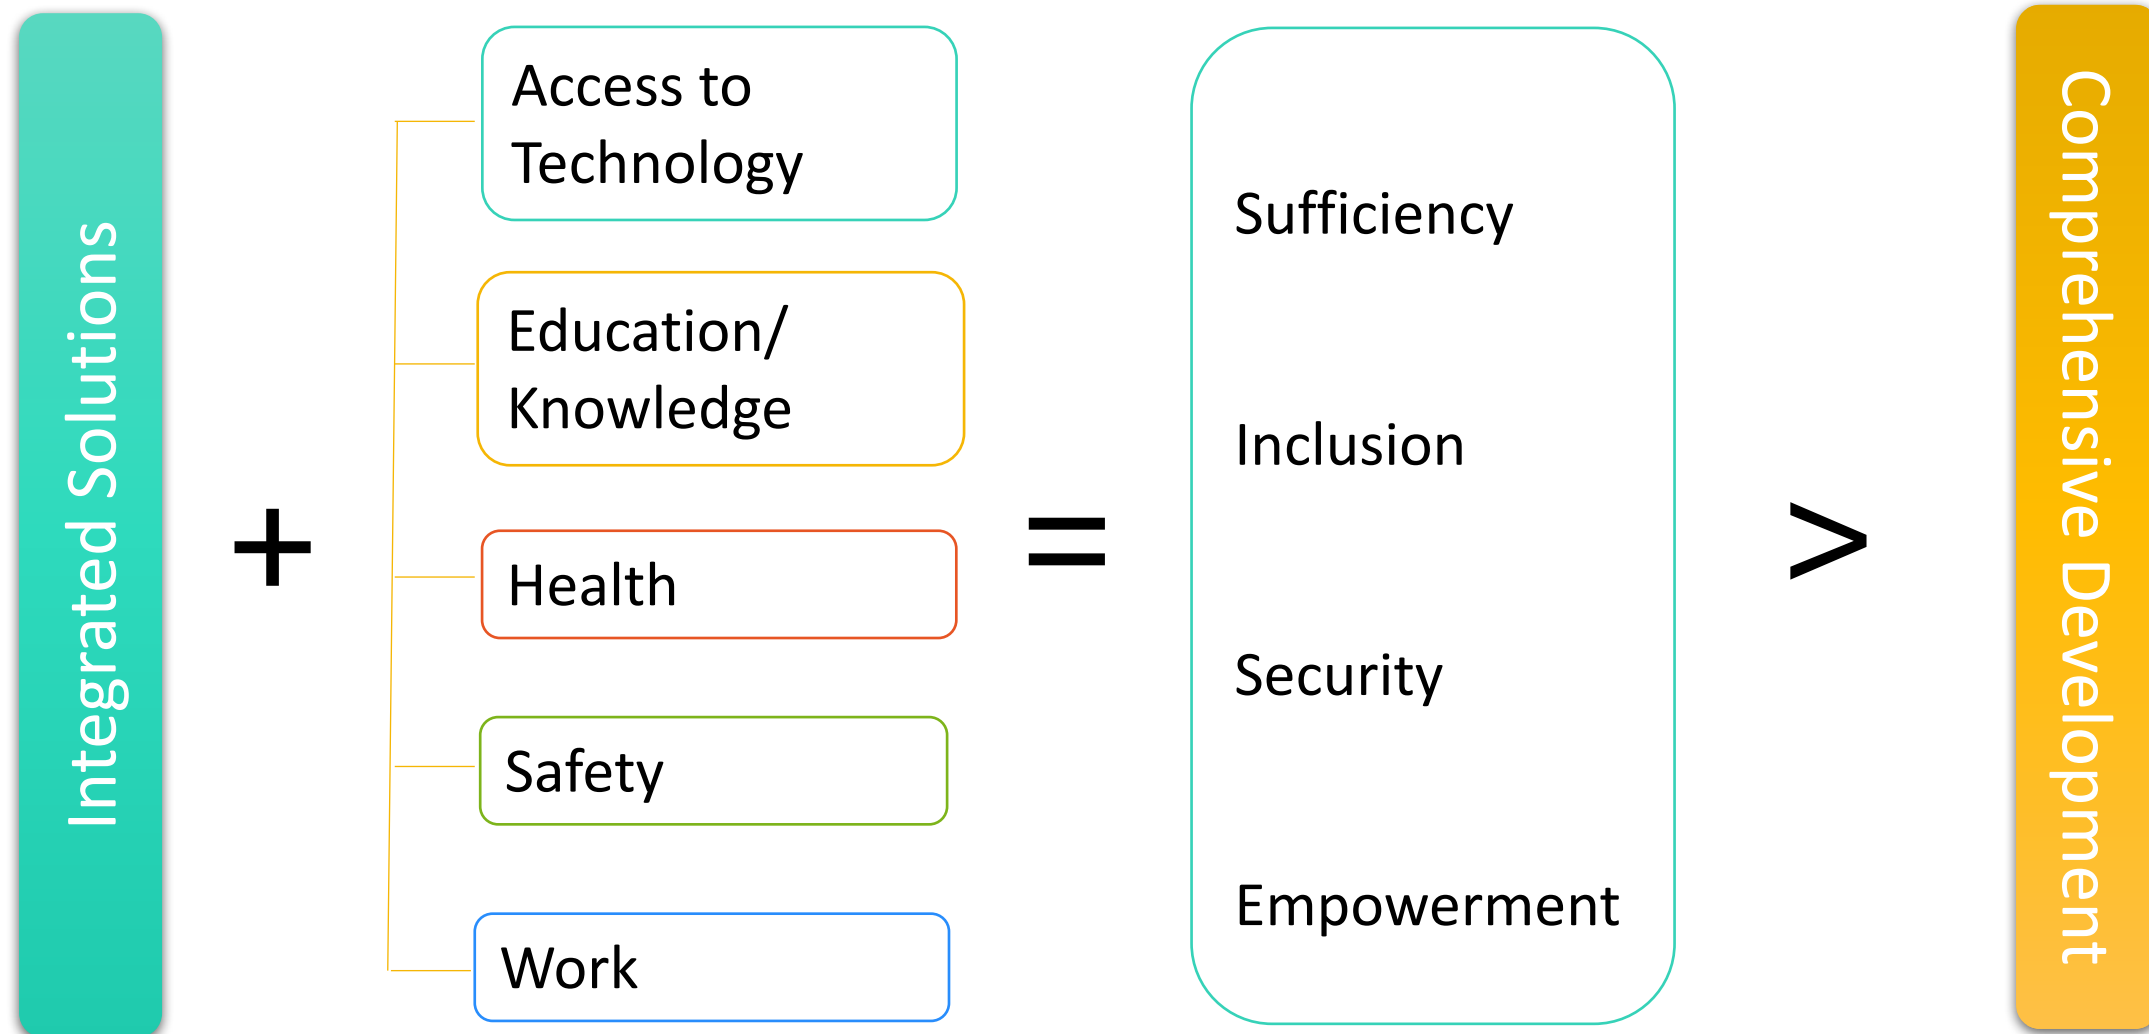 Integrated Solutions
+
Access to
Technology
Education/
Knowledge
Health
Safety
Work
=
Sufficiency
Inclusion
Security
Empowerment
>
Comprehensive Development